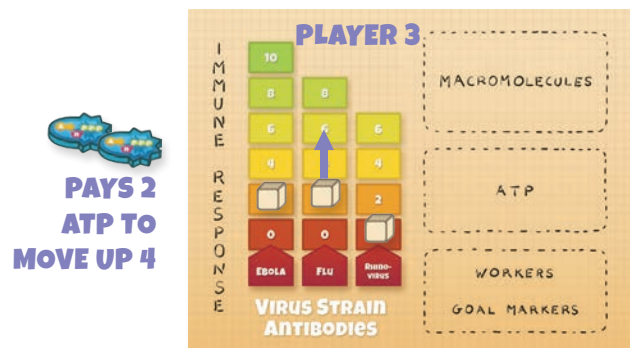 PLAYER 3
IMMUNE RESPONSE
10
8 8
6 6 6
4 4
2
0 0
EBOLA FLU RHINO-
VIRUS
VIRUS STRAIN
ANTIBODIES
MACROMOLECULES
ATP
WORKERS
GOAL MARKERS
PAYS 2
ATP TO
MOVE UP 4